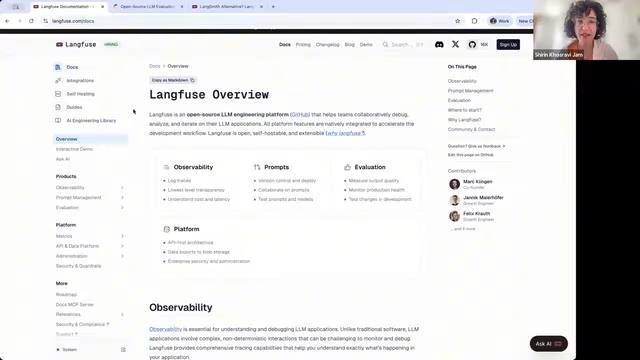 Langfuse Documentation -
Open-Source LLM Evaluation
LangSmith Alternative? Lang
langfuse.com/docs
Work
New C
Langfuse
HIRING
Docs
Pricing
Changelog
Blog
Demo
Search...
16K
Sign Up
Shirin Khosravi Jam
Docs
Integrations
Self Hosting
Guides
AI Engineering Library
Overview
Interactive Demo
Ask AI
Products
Observability
Prompt Management
Evaluation
Platform
Metrics
API & Data Platform
Administration
Security & Guardrails
More
Roadmap
Docs MCP Server
References
Security & Compliance
Support
System
Docs > Overview
Copy as Markdown
Langfuse Overview
Langfuse is an open-source LLM engineering platform (GitHub) that helps teams collaboratively debug,
analyze, and iterate on their LLM applications. All platform features are natively integrated to accelerate the
development workflow. Langfuse is open, self-hostable, and extensible (why langfuse?).
Observability
Log traces
Lowest level transparency
Understand cost and latency
Prompts
Version control and deploy
Collaborate on prompts
Test prompts and models
Evaluation
Measure output quality
Monitor production health
Test changes in development
Platform
API-first architecture
Data exports to blob storage
Enterprise security and administration
Observability
Observability is essential for understanding and debugging LLM applications. Unlike traditional software, LLM
applications involve complex, non-deterministic interactions that can be challenging to monitor and debug.
Langfuse provides comprehensive tracing capabilities that help you understand exactly what's happening in
your application.
On This Page
Observability
Prompt Management
Evaluation
Where to start?
Why Langfuse?
Community & Contact
Question? Give us feedback
Edit this page on GitHub
Contributors
Marc Klingen
Co-founder
Jannik Maierhöfer
Growth Engineer
Felix Krauth
Growth Engineer
Ask AI